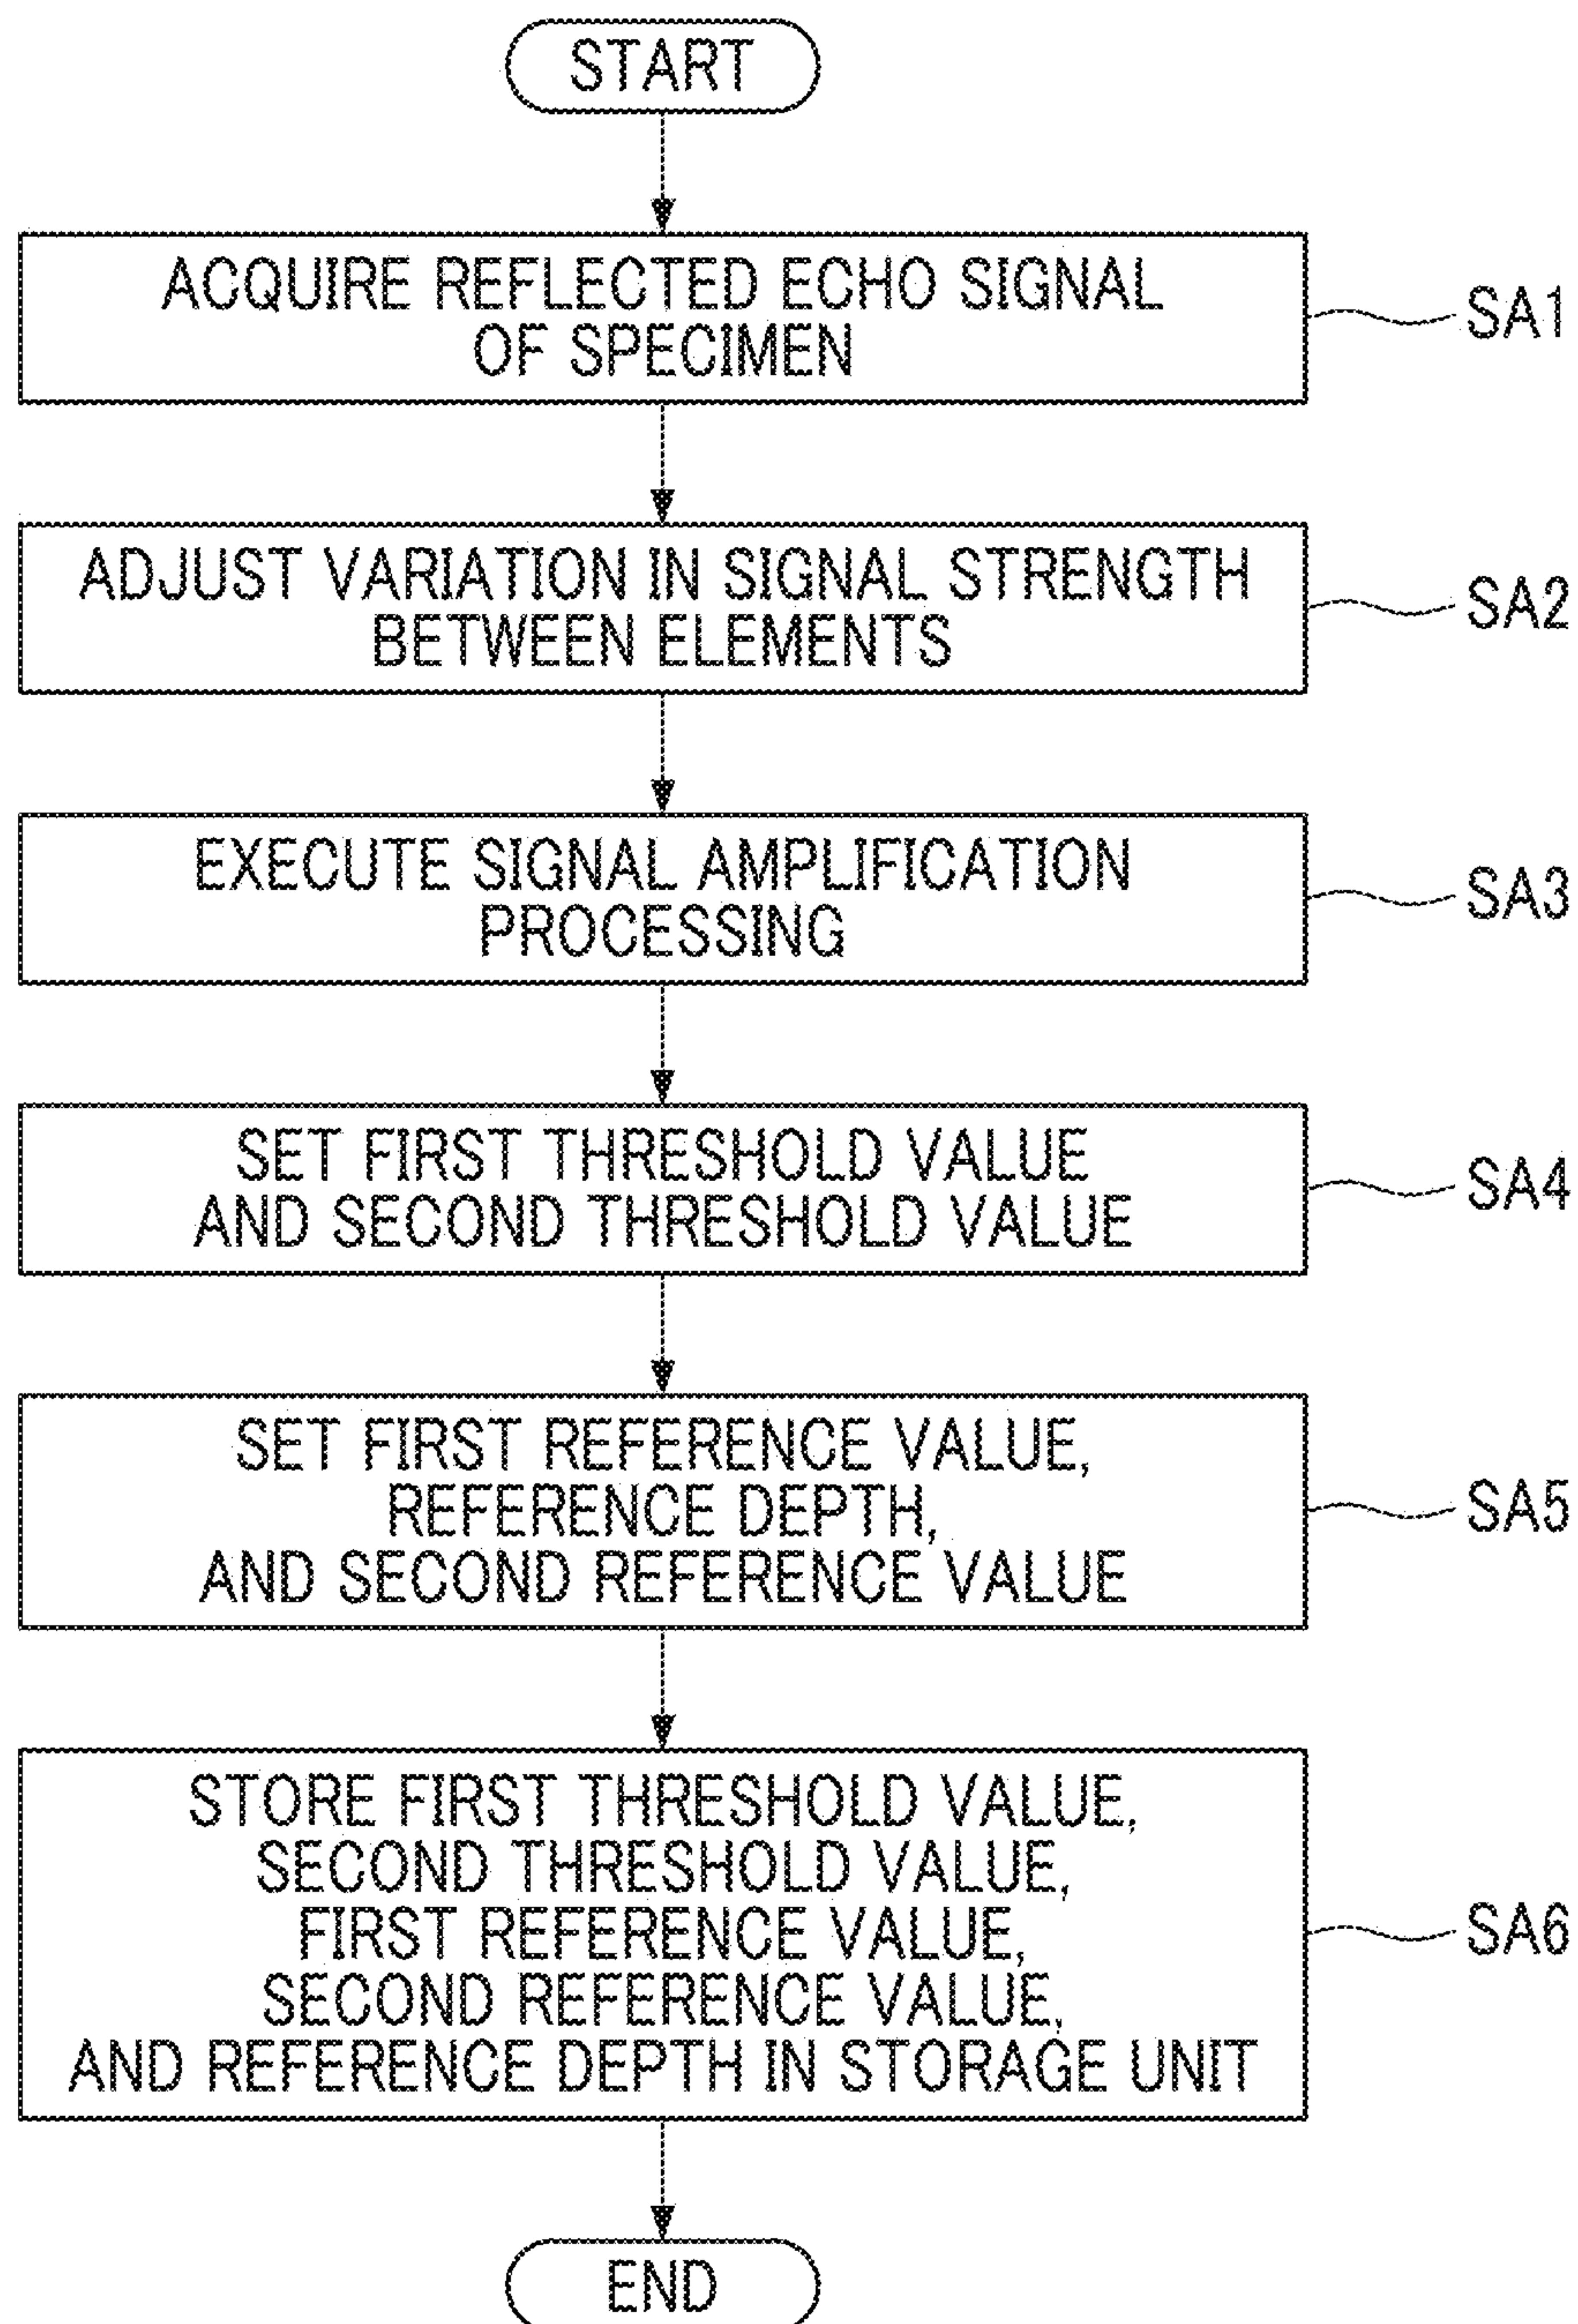 START
ACQUIRE REFLECTED ECHO SIGNAL
OF SPECIMEN
SA1
ADJUST VARIATION IN SIGNAL STRENGTH
BETWEEN ELEMENTS
SA2
EXECUTE SIGNAL AMPLIFICATION
PROCESSING
SA3
SET FIRST THRESHOLD VALUE
AND SECOND THRESHOLD VALUE
SA4
SET FIRST REFERENCE VALUE,
REFERENCE DEPTH,
AND SECOND REFERENCE VALUE
SA5
STORE FIRST THRESHOLD VALUE,
SECOND THRESHOLD VALUE,
FIRST REFERENCE VALUE,
SECOND REFERENCE VALUE,
AND REFERENCE DEPTH IN STORAGE UNIT
SA6
END